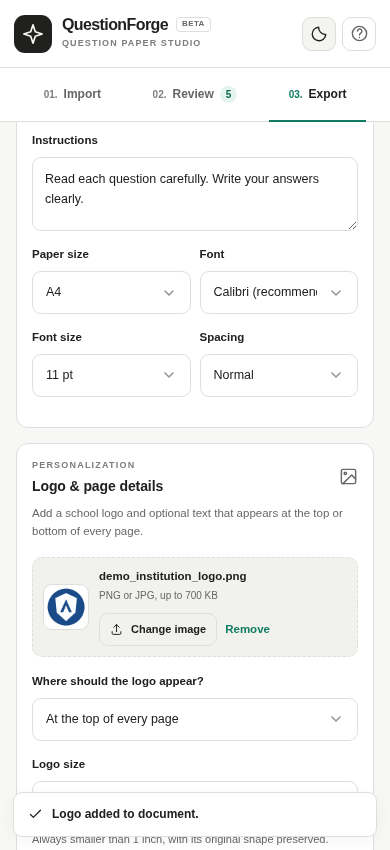 QuestionForge BETA
QUESTION PAPER STUDIO
01. Import 02. Review 5 03. Export
Instructions
Read each question carefully. Write your answers
clearly.
Paper size Font
A4 Calibri (recommen
Font size Spacing
11 pt Normal
PERSONALIZATION
Logo & page details
Add a school logo and optional text that appears at the top or
bottom of every page.
demo_institution_logo.png
PNG or JPG, up to 700 KB
Change image Remove
Where should the logo appear?
At the top of every page
Logo size
Logo added to document.
Always smaller than 1 inch, with its original shape preserved.